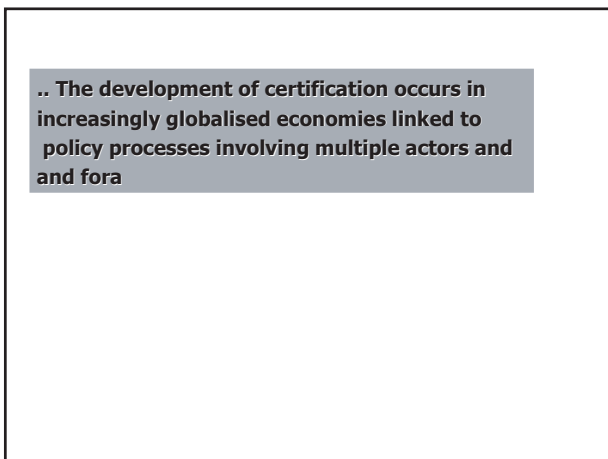 .. The development of certification occurs in
increasingly globalised economies linked to
policy processes involving multiple actors and
and fora